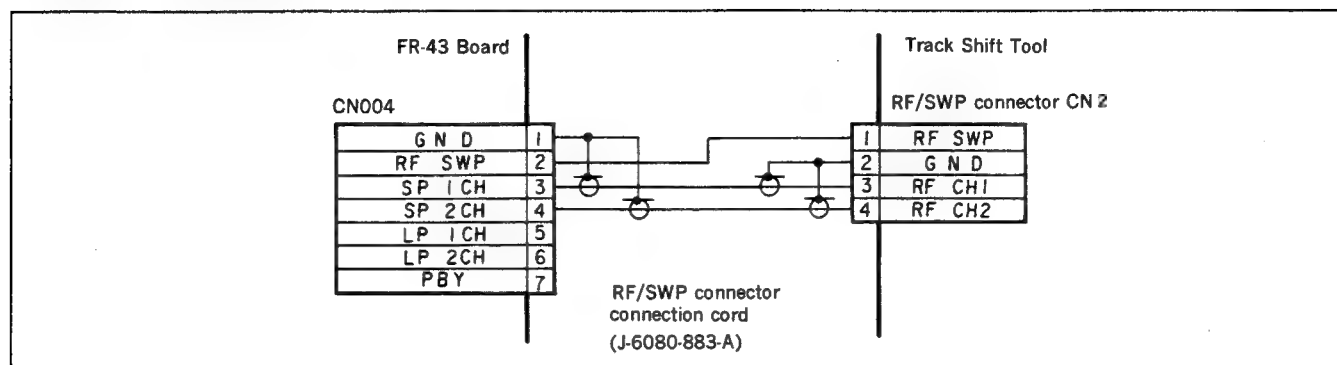 FR-43 Board
Track Shift Tool
CN004
RF/SWP connector CN 2
GND 1
RF SWP 2
SP 1CH 3
SP 2CH 4
LP 1CH 5
LP 2CH 6
PBY 7
1 RF SWP
2 GND
3 RF CH1
4 RF CH2
RF/SWP connector
connection cord
(J-6080-883-A)